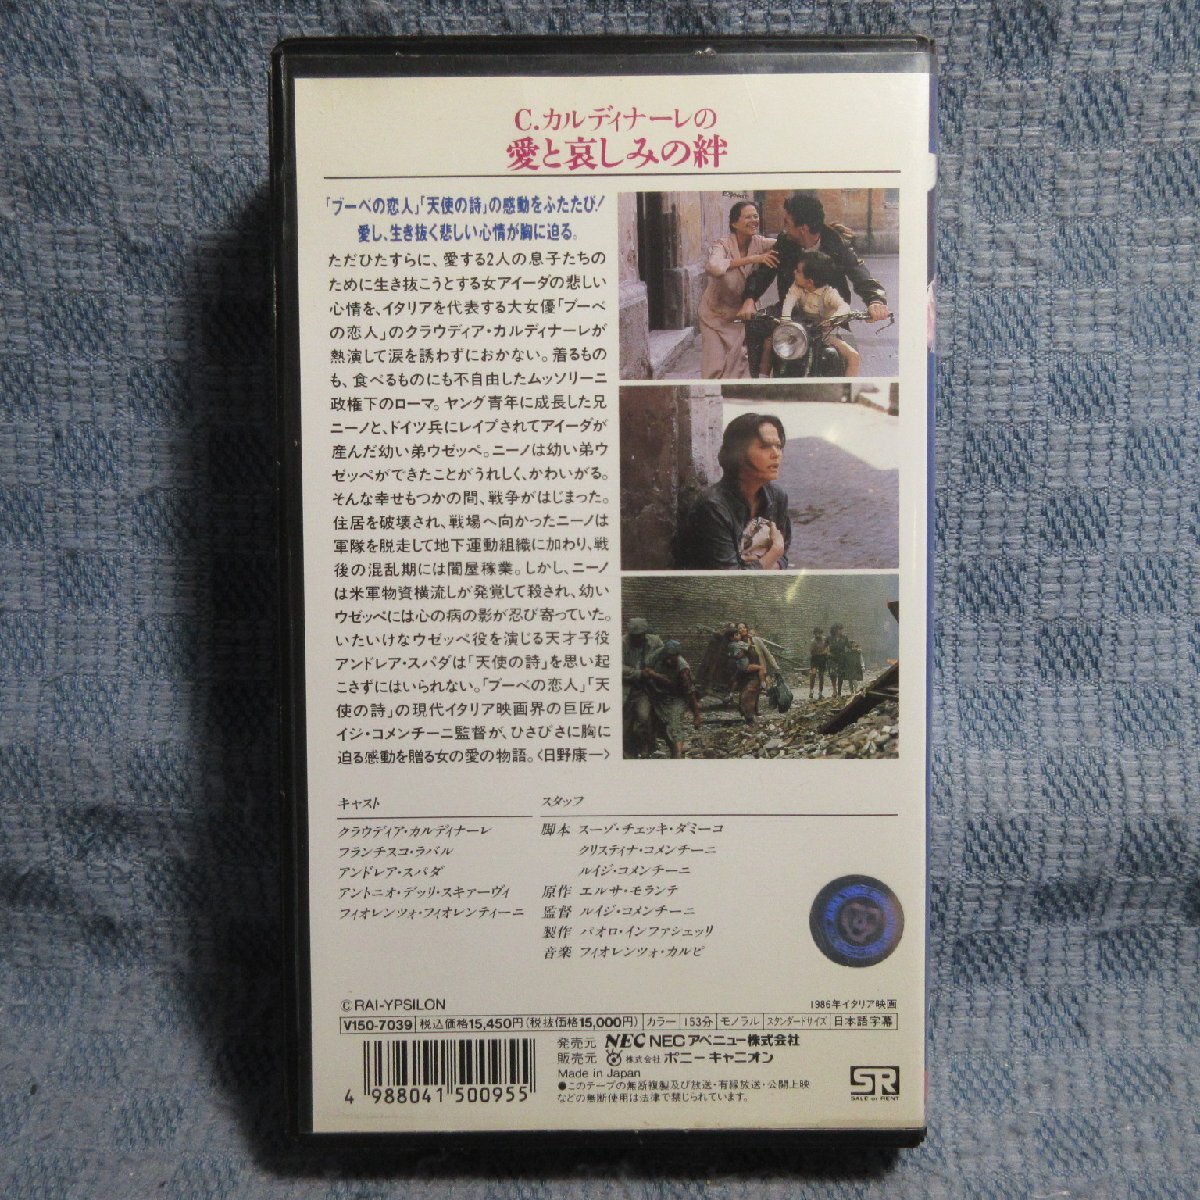 C.カルディナーレの
愛と哀しみの絆
「ブーベの恋人」「天使の詩」の感動をふたたび!
愛し、生き抜く悲しい心情が胸に迫る。
ただひたすらに、愛する2人の息子たちの
ために生き抜こうとする女アイーダの悲しい
心情を、イタリアを代表する大女優「ブーベ
の恋人」のクラウディア・カルディナーレが
熱演して涙を誘わずにおかない。着るもの
も、食べるものにも不自由したムッソリーニ
政権下のローマ。ヤング青年に成長した兄
ニーノと、ドイツ兵にレイプされてアイーダが
産んだ幼い弟ウゼッペ。ニーノは幼い弟ウ
ゼッペができたことがうれしく、かわいがる。
そんな幸せもつかの間、戦争がはじまった。
住居を破壊され、戦場へ向かったニーノは
軍隊を脱走して地下運動組織に加わり、戦
後の混乱期には闇屋稼業。しかし、ニーノ
は米軍物資横流しが発覚して殺され、幼い
ウゼッペには心の病の影が忍び寄っていた。
いたいけなウゼッペ役を演じる天才子役
アンドレア・スパダは「天使の詩」を思い起
こさずにはいられない。「ブーベの恋人」「天
使の詩」の現代イタリア映画界の巨匠ル
イジ・コメンチーニ監督が、ひさびさに胸に
迫る感動を贈る女の愛の物語。〈日野康一〉
キャスト
クラウディア・カルディナーレ
フランチスコ・ラバル
アンドレア・スパダ
アントニオ・デッリ・スキァーヴィ
フィオレンツォ・フィオレンティーニ
スタッフ
脚本 スーゾ・チェッキ・ダミーコ
クリスティナ・コメンチーニ
ルイジ・コメンチーニ
原作 エルサ・モランテ
監督 ルイジ・コメンチーニ
製作 パオロ・インファシェッリ
音楽 フィオレンツォ・カルピ
©RAI-YPSILON
1986年イタリア映画
V150-7039 税込価格15,450円(税抜価格15,000円) カラー 153分 モノラル スタンダードサイズ 日本語字幕
4 988041 500955
発売元 NEC NECアベニュー株式会社
販売元 株式会社 ポニーキャニオン
Made in Japan
●このテープの無断複製及び放送・有線放送・公開上映
などの無断使用は法律で禁じられています。
SR
SALE or RENT